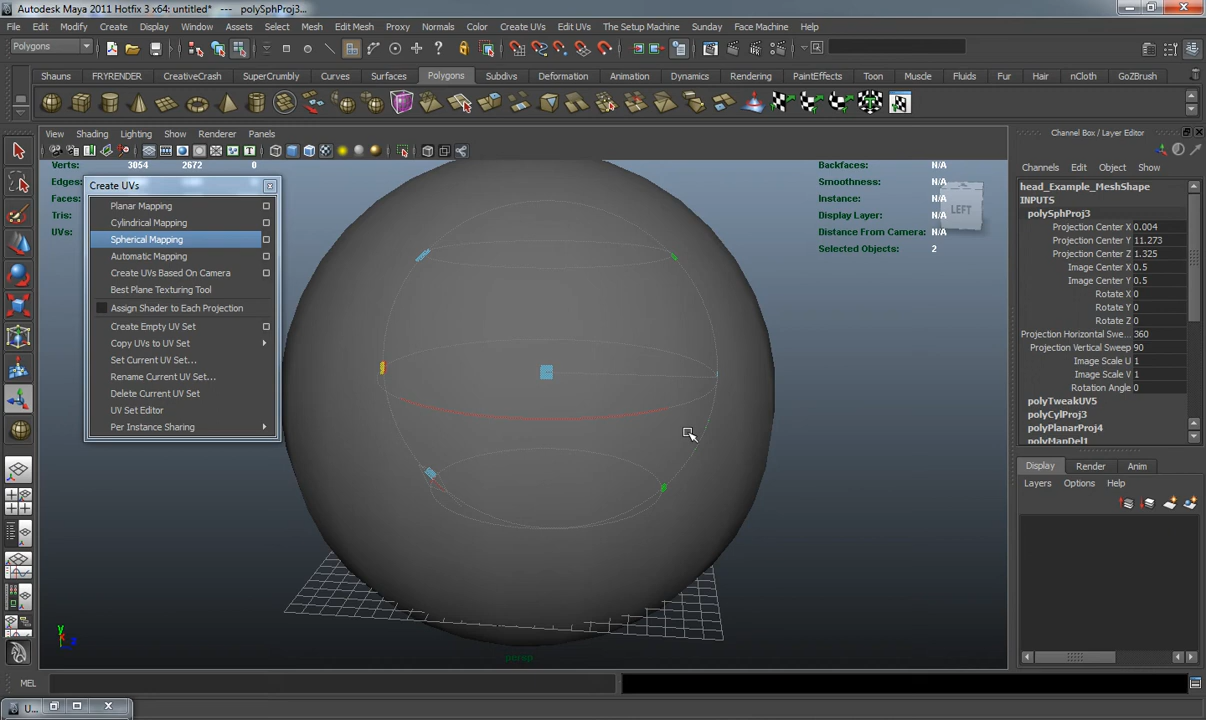 Autodesk Maya 2011 Hotfix 3 x64: untitled* --- polySphProj3...
File Edit Modify Create Display Window Assets Select Mesh Edit Mesh Proxy Normals Color Create UVs Edit UVs The Setup Machine Sunday Face Machine Help
Polygons
Shauns FRYRENDER CreativeCrash SuperCrumbly Curves Surfaces Polygons Subdivs Deformation Animation Dynamics Rendering PaintEffects Toon Muscle Fluids Fur Hair nCloth GoZBrush
View Shading Lighting Show Renderer Panels
Channel Box / Layer Editor
Channels Edit Object Show
Verts: 3054 2672 0
Edges:
Faces:
Tris:
UVs:
Create UVs
Planar Mapping
Cylindrical Mapping
Spherical Mapping
Automatic Mapping
Create UVs Based On Camera
Best Plane Texturing Tool
Assign Shader to Each Projection
Create Empty UV Set
Copy UVs to UV Set
Set Current UV Set...
Rename Current UV Set...
Delete Current UV Set
UV Set Editor
Per Instance Sharing
Backfaces: N/A
Smoothness: N/A
Instance: N/A
Display Layer: N/A
Distance From Camera: N/A
Selected Objects: 2
LEFT
head_Example_MeshShape
INPUTS
polySphProj3
Projection Center X 0.004
Projection Center Y 11.273
Projection Center Z 1.325
Image Center X 0.5
Image Center Y 0.5
Rotate X 0
Rotate Y 0
Rotate Z 0
Projection Horizontal Swee... 360
Projection Vertical Sweep 90
Image Scale U 1
Image Scale V 1
Rotation Angle 0
polyTweakUV5
polyCylProj3
polyPlanarProj4
polyMapDel1
Display Render Anim
Layers Options Help
y
persp
MEL
U...